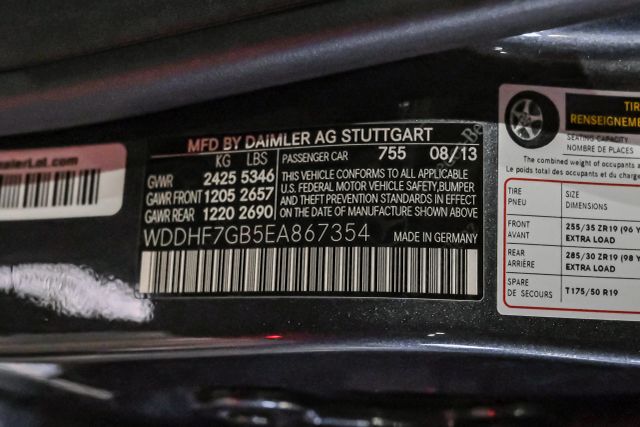 MFD BY DAIMLER AG STUTTGART
KG LBS
GVWR 2425 5346
GAWR FRONT 1205 2657
GAWR REAR 1220 2690
PASSENGER CAR 755 08/13
THIS VEHICLE CONFORMS TO ALL APPLICABLE
U.S. FEDERAL MOTOR VEHICLE SAFETY,BUMPER
AND THEFT PREVENTION STANDARDS IN EFFECT
ON THE DATE OF MANUFACTURE SHOWN ABOVE.
WDDHF7GB5EA867354 MADE IN GERMANY
TIR
RENSEIGNEME
SEATING CAPACITY
NOMBRE DE PLACES
The combined weight of occupants a
Le poids total des occupants et du charge
TIRE SIZE
PNEU DIMENSIONS
FRONT 255/35 ZR19 (96 Y
AVANT EXTRA LOAD
REAR 285/30 ZR19 (98 Y
ARRIÈRE EXTRA LOAD
SPARE T175/50 R19
DE SECOURS